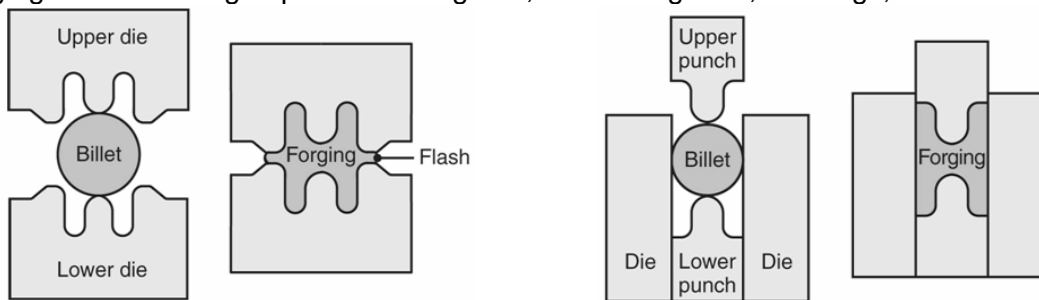 Upper die
Billet
Lower die
Forging
Flash
Upper
punch
Billet
Die
Lower
punch
Die
Forging